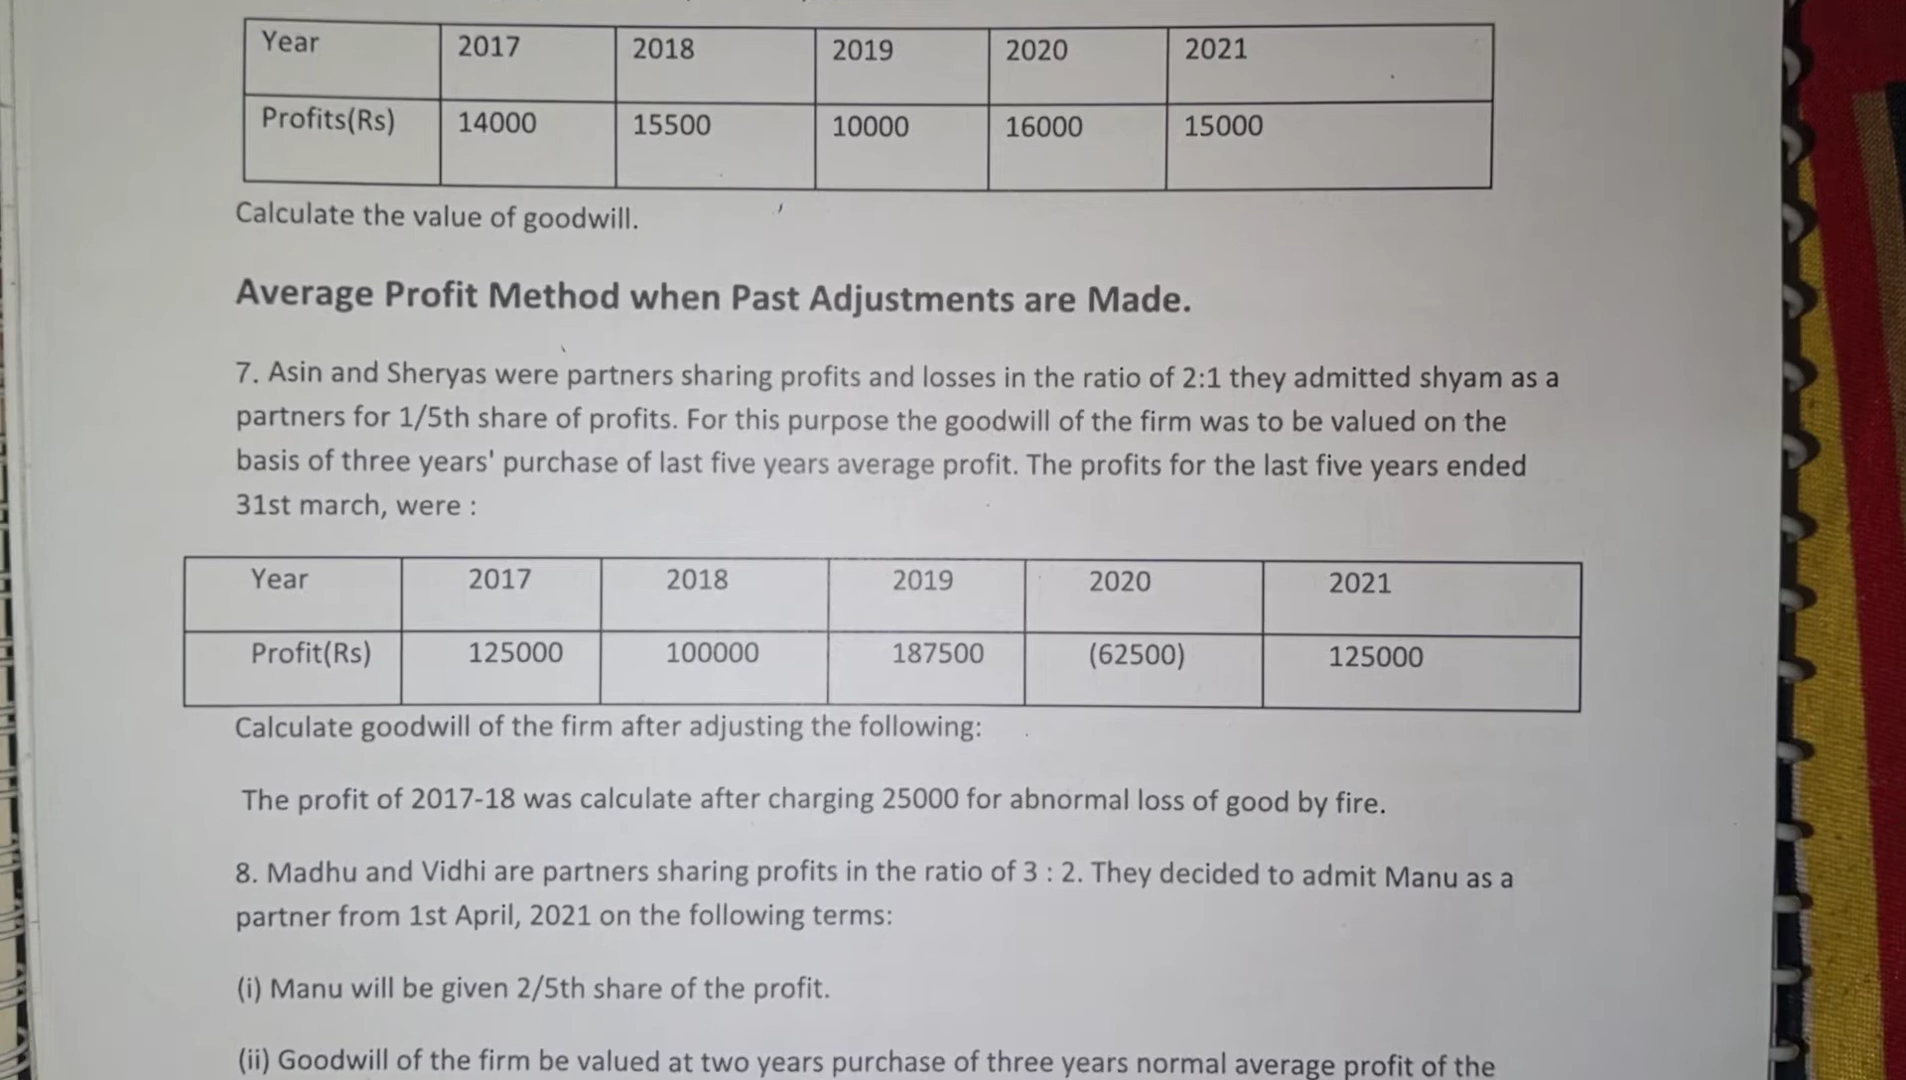 Year 2017 2018 2019 2020 2021
Profits(Rs) 14000 15500 10000 16000 15000
Calculate the value of goodwill.
Average Profit Method when Past Adjustments are Made.
7. Asin and Sheryas were partners sharing profits and losses in the ratio of 2:1 they admitted shyam as a
partners for 1/5th share of profits. For this purpose the goodwill of the firm was to be valued on the
basis of three years' purchase of last five years average profit. The profits for the last five years ended
31st march, were :
Year 2017 2018 2019 2020 2021
Profit(Rs) 125000 100000 187500 (62500) 125000
Calculate goodwill of the firm after adjusting the following:
The profit of 2017-18 was calculate after charging 25000 for abnormal loss of good by fire.
8. Madhu and Vidhi are partners sharing profits in the ratio of 3 : 2. They decided to admit Manu as a
partner from 1st April, 2021 on the following terms:
(i) Manu will be given 2/5th share of the profit.
(ii) Goodwill of the firm be valued at two years purchase of three years normal average profit of the